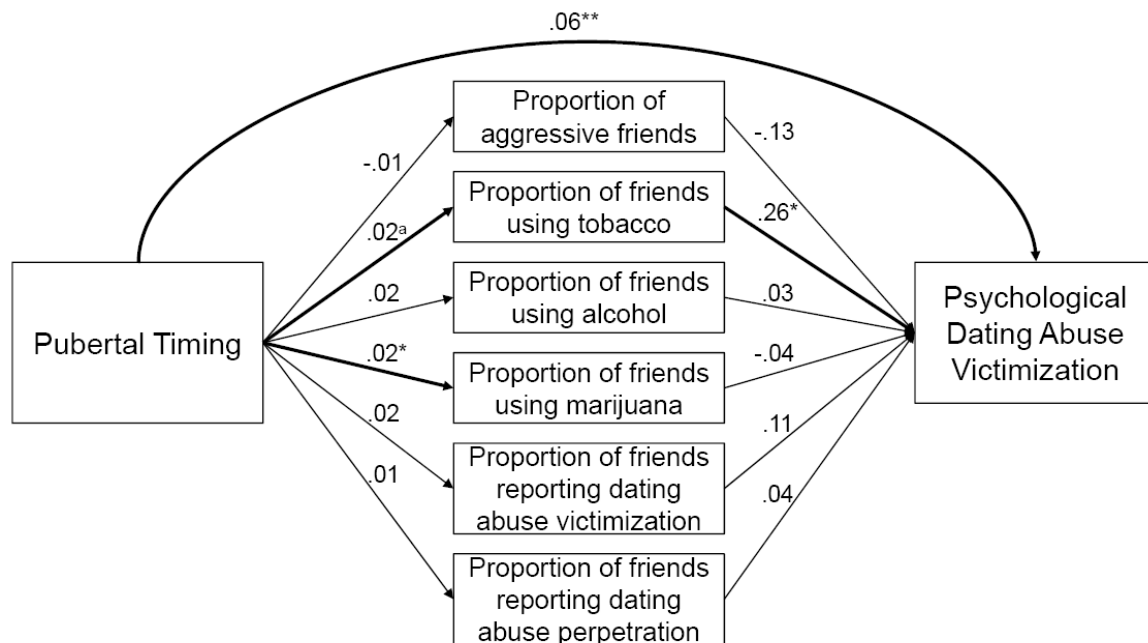 .06**
Proportion of
aggressive friends
-.01
-.13
Proportion of friends
using tobacco
.02ª
.26*
Pubertal Timing
Proportion of friends
using alcohol
.02
.03
Psychological
Dating Abuse
Victimization
Proportion of friends
using marijuana
.02*
-.04
Proportion of friends
reporting dating
abuse victimization
.02
.11
Proportion of friends
reporting dating
abuse perpetration
.01
.04